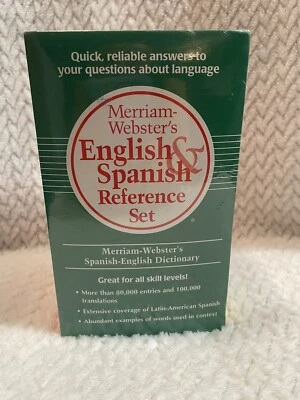 Quick, reliable answers to
your questions about language
Merriam-
Webster's
English &
Spanish
Reference
Set
Merriam-Webster's
Spanish-English Dictionary
Great for all skill levels!
• More than 80,000 entries and 100,000
translations
• Extensive coverage of Latin-American Spanish
• Abundant examples of words used in context